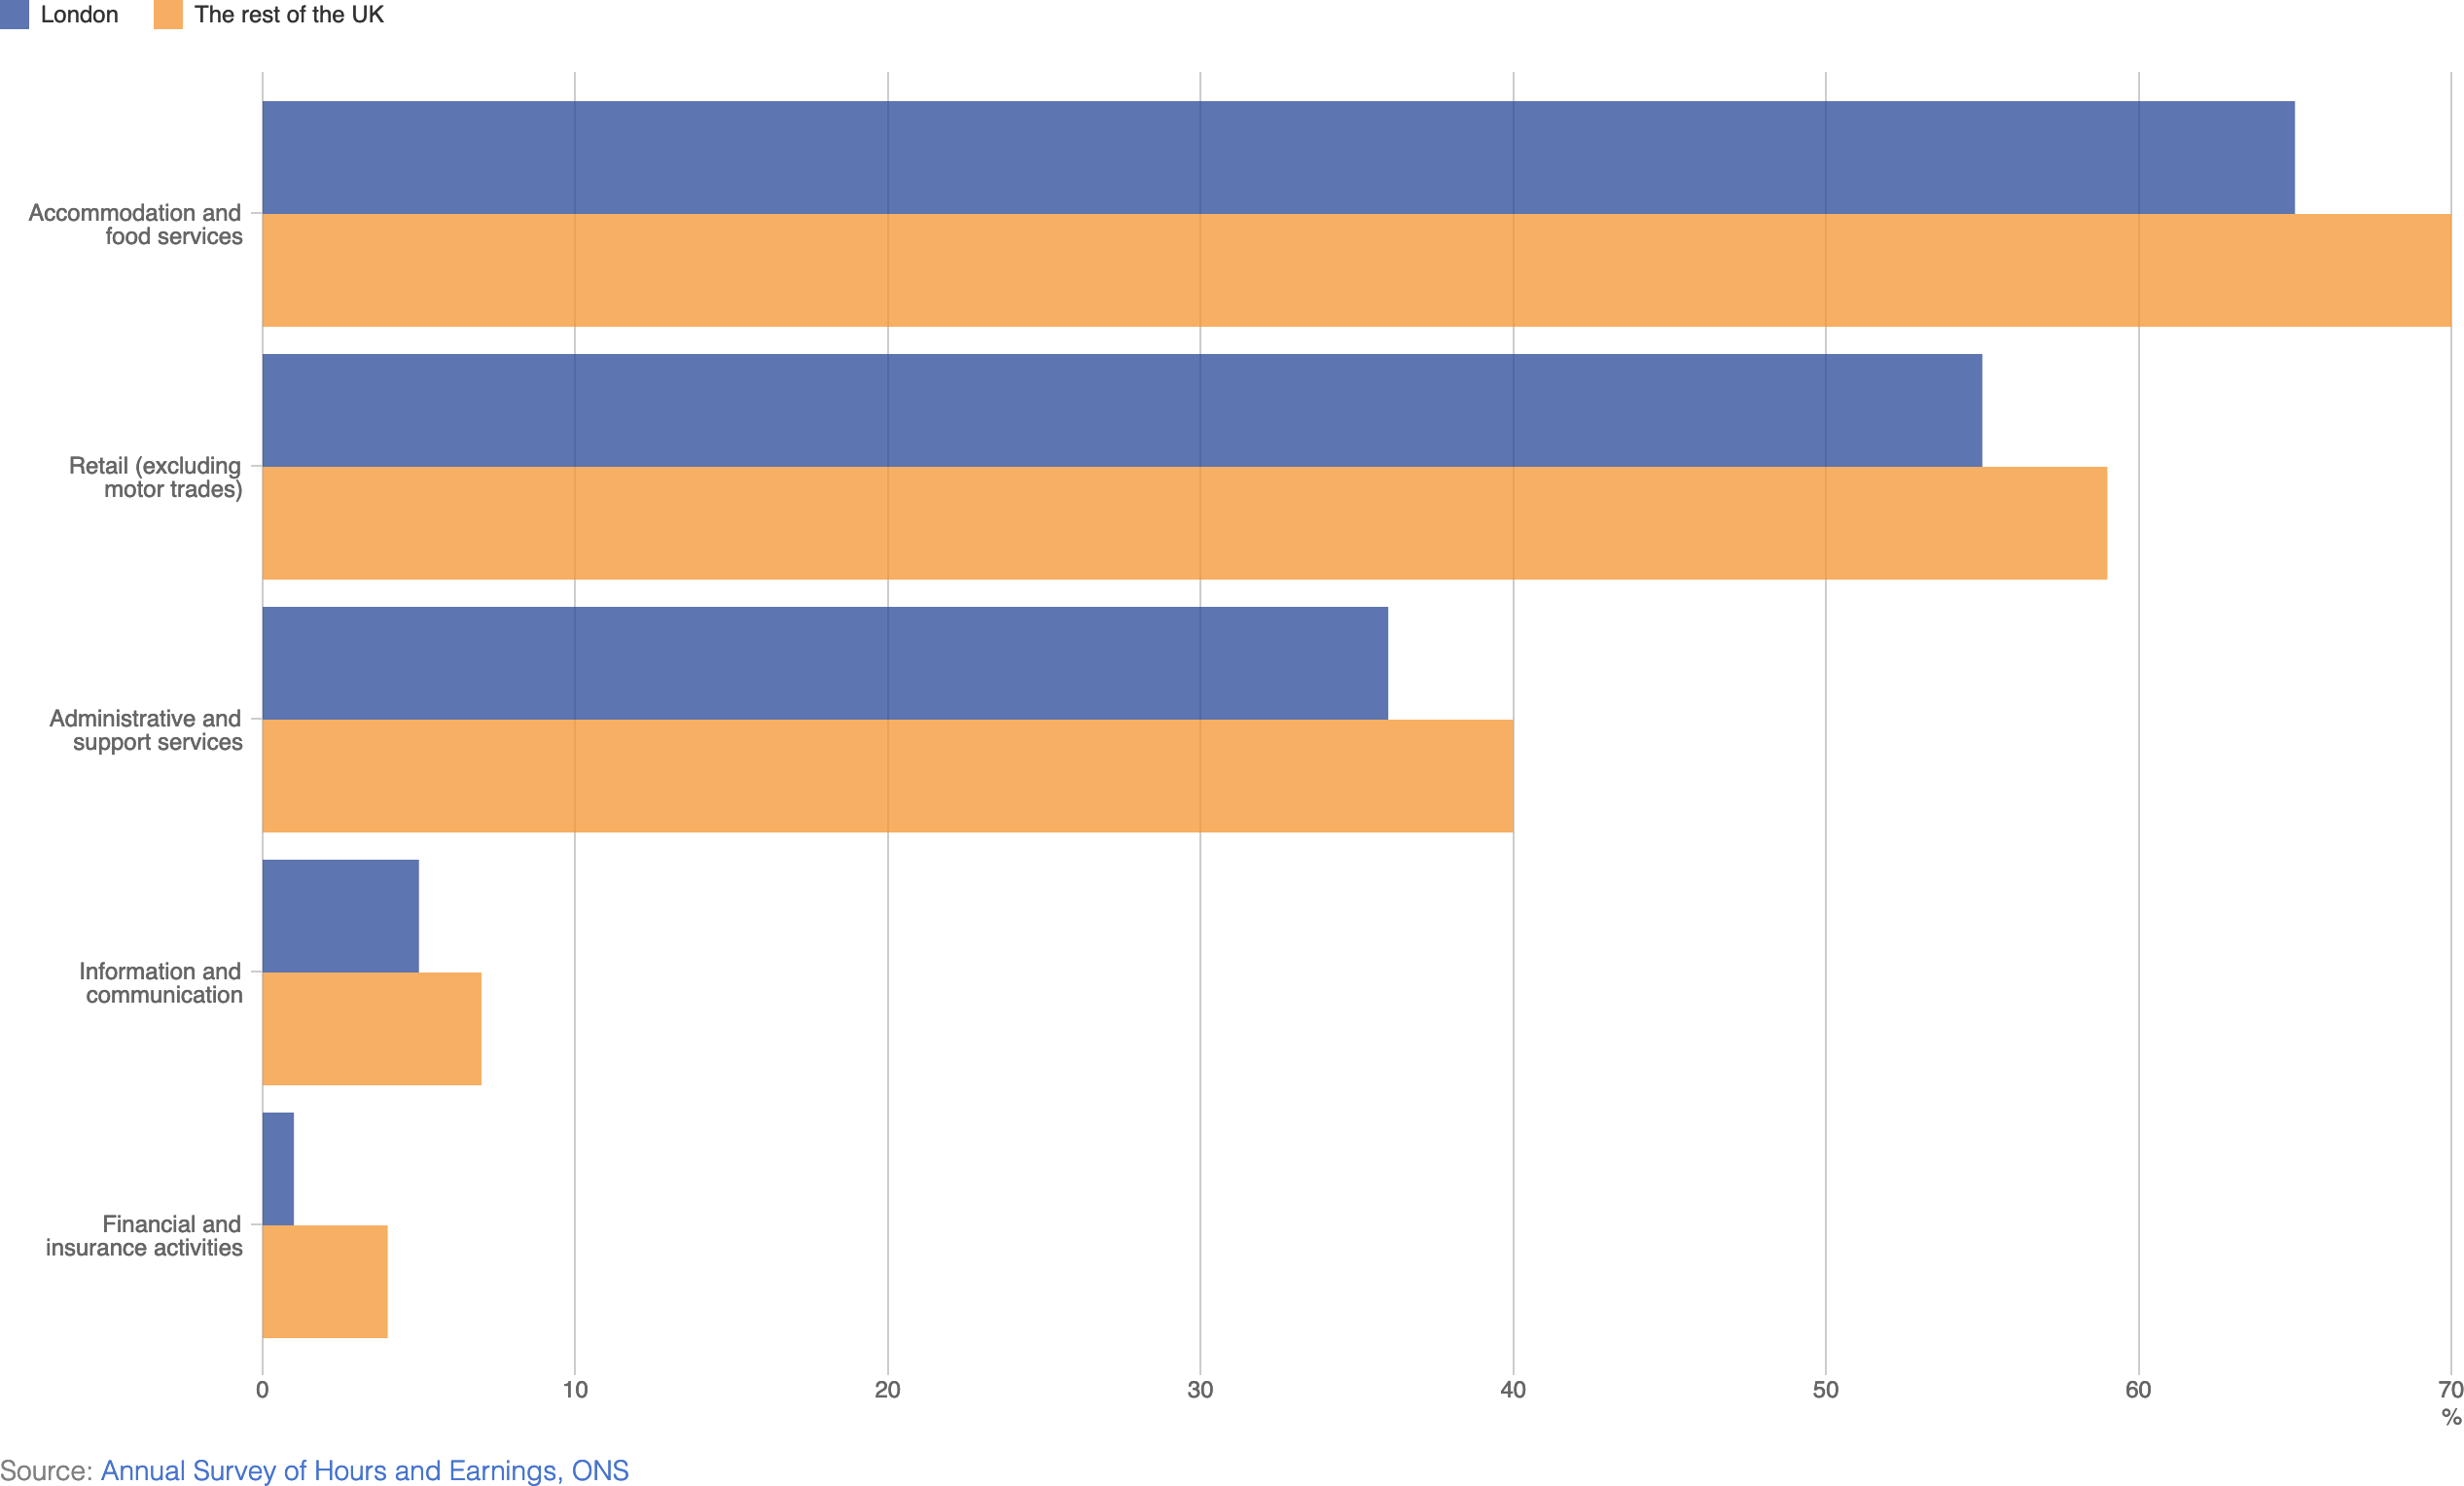 London
The rest of the UK
Accommodation and
food services
Retail (excluding
motor trades)
Administrative and
support services
Information and
communication
Financial and
insurance activities
0 10 20 30 40 50 60 70
%
Source: Annual Survey of Hours and Earnings, ONS